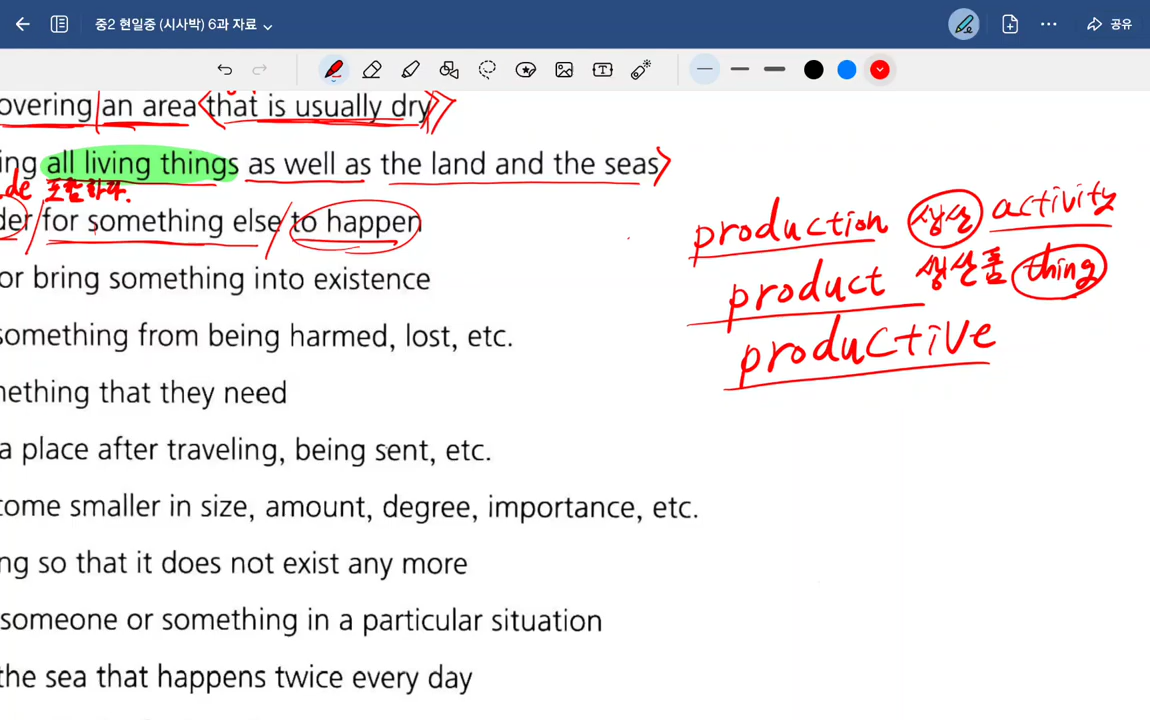 중2 현일중 (시사박) 6과 자료
공유
overing an area that is usually dry
ing all living things as well as the land and the seas
de 포함하다.
der for something else to happen
or bring something into existence
something from being harmed, lost, etc.
nething that they need
a place after traveling, being sent, etc.
come smaller in size, amount, degree, importance, etc.
ng so that it does not exist any more
someone or something in a particular situation
the sea that happens twice every day
production 생산 activity
product 생산품 thing
productive